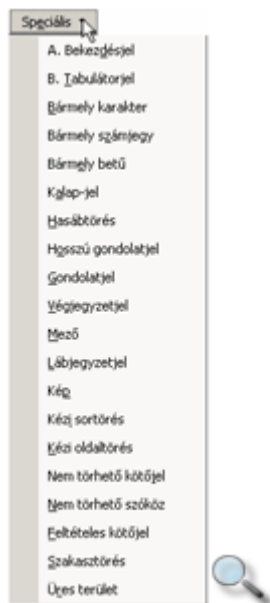 Speciális
A. Bekezdésjel
B. Tabulátorjel
Bármely karakter
Bármely számjegy
Bármely betű
Kalap-jel
Hasábtörés
Hosszú gondolatjel
Gondolatjel
Végjegyzetjel
Mező
Lábjegyzetjel
Kép
Kézi sortörés
Kézi oldaltörés
Nem törhető kötőjel
Nem törhető szóköz
Feltételes kötőjel
Szakasztörés
Üres terület